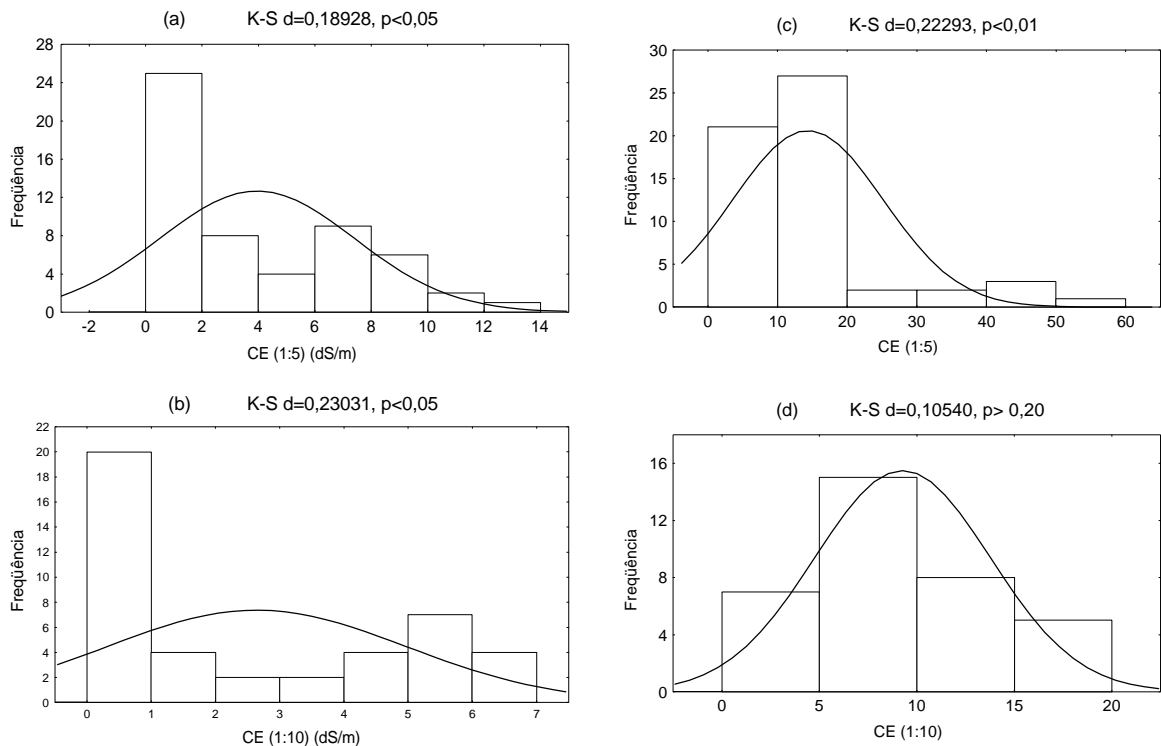 (a) K-S d=0,18928, p<0,05
28
24
20
16
12
8
4
0
Freqüência
-2 0 2 4 6 8 10 12 14
CE (1:5) (dS/m)
(c) K-S d=0,22293, p<0,01
30
25
20
15
10
5
0
Freqüência
0 10 20 30 40 50 60
CE (1:5)
(b) K-S d=0,23031, p<0,05
22
20
18
16
14
12
10
8
6
4
2
0
Freqüência
0 1 2 3 4 5 6 7
CE (1:10) (dS/m)
(d) K-S d=0,10540, p> 0,20
16
12
8
4
0
Freqüência
0 5 10 15 20
CE (1:10)